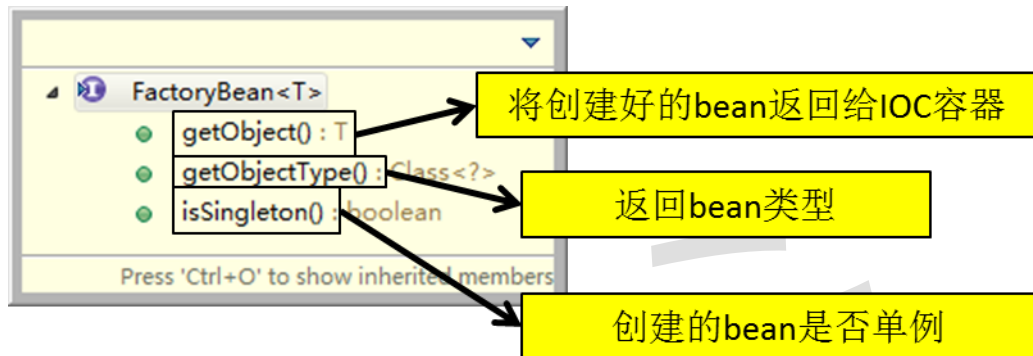 FactoryBean<T>
getObject() : T
getObjectType() : Class<?>
isSingleton() : boolean
Press 'Ctrl+O' to show inherited members
将创建好的bean返回给IOC容器
返回bean类型
创建的bean是否单例